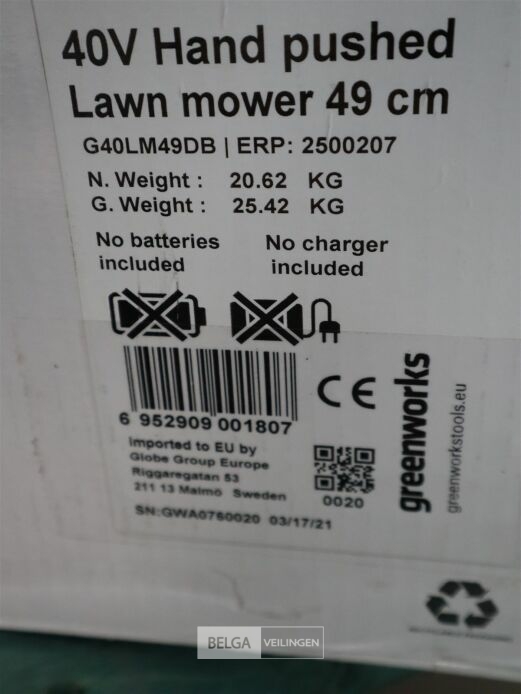 40V Hand pushed
Lawn mower 49 cm
G40LM49DB | ERP: 2500207
N. Weight : 20.62 KG
G. Weight : 25.42 KG
No batteries included
No charger included
6 952909 001807
CE
Imported to EU by
Globe Group Europe
Riggaregatan 53
211 13 Malmö Sweden
0020
SN:GWA0760020 03/17/21
greenworks
greenworkstools.eu
BELGA VEILINGEN